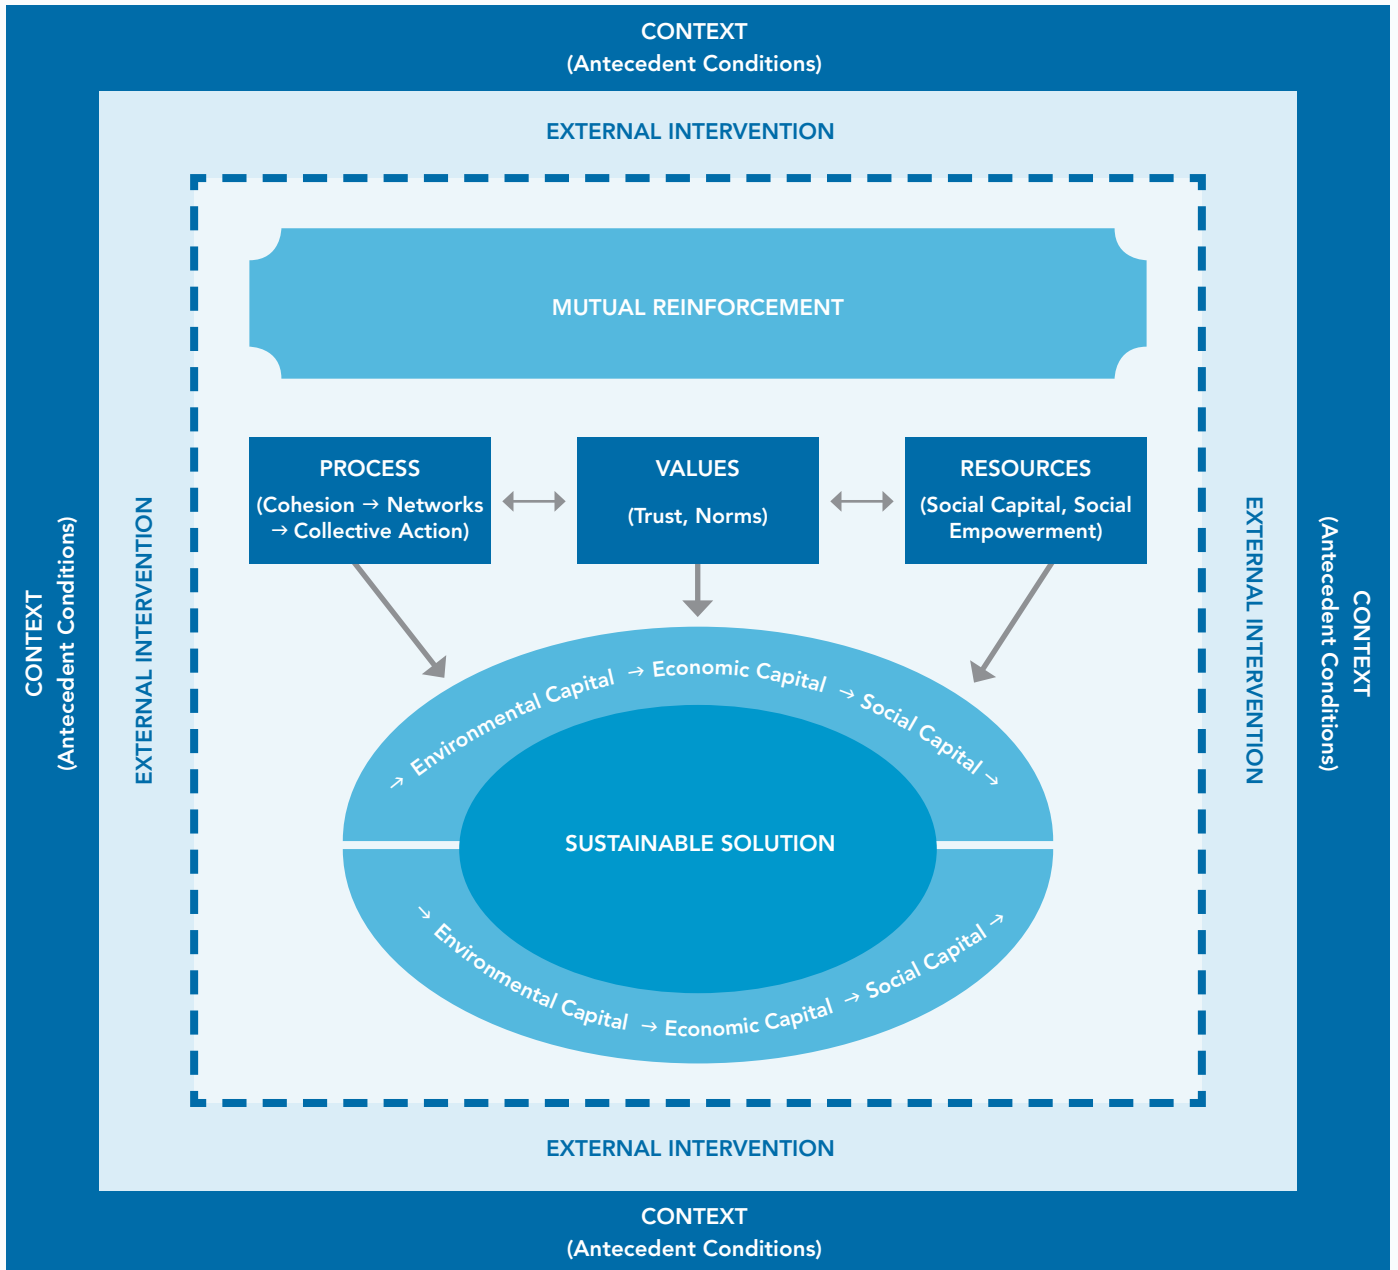 CONTEXT
(Antecedent Conditions)
EXTERNAL INTERVENTION
MUTUAL REINFORCEMENT
PROCESS
(Cohesion → Networks
→ Collective Action)
VALUES
(Trust, Norms)
RESOURCES
(Social Capital, Social
Empowerment)
CONTEXT
(Antecedent Conditions)
EXTERNAL INTERVENTION
EXTERNAL INTERVENTION
CONTEXT
(Antecedent Conditions)
→ Environmental Capital → Economic Capital → Social Capital →
SUSTAINABLE SOLUTION
→ Environmental Capital → Economic Capital → Social Capital →
EXTERNAL INTERVENTION
CONTEXT
(Antecedent Conditions)